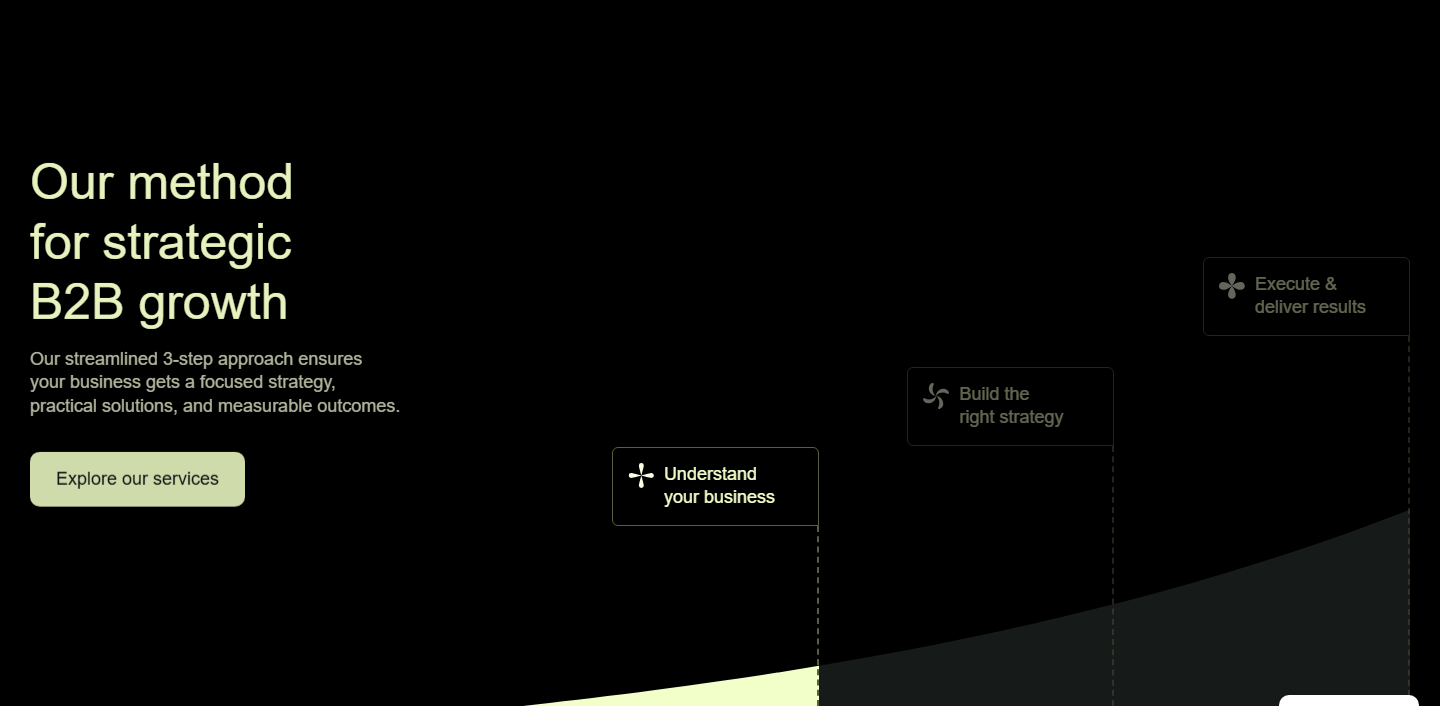 Our method
for strategic
B2B growth
Our streamlined 3-step approach ensures
your business gets a focused strategy,
practical solutions, and measurable outcomes.
Explore our services
Understand
your business
Build the
right strategy
Execute &
deliver results